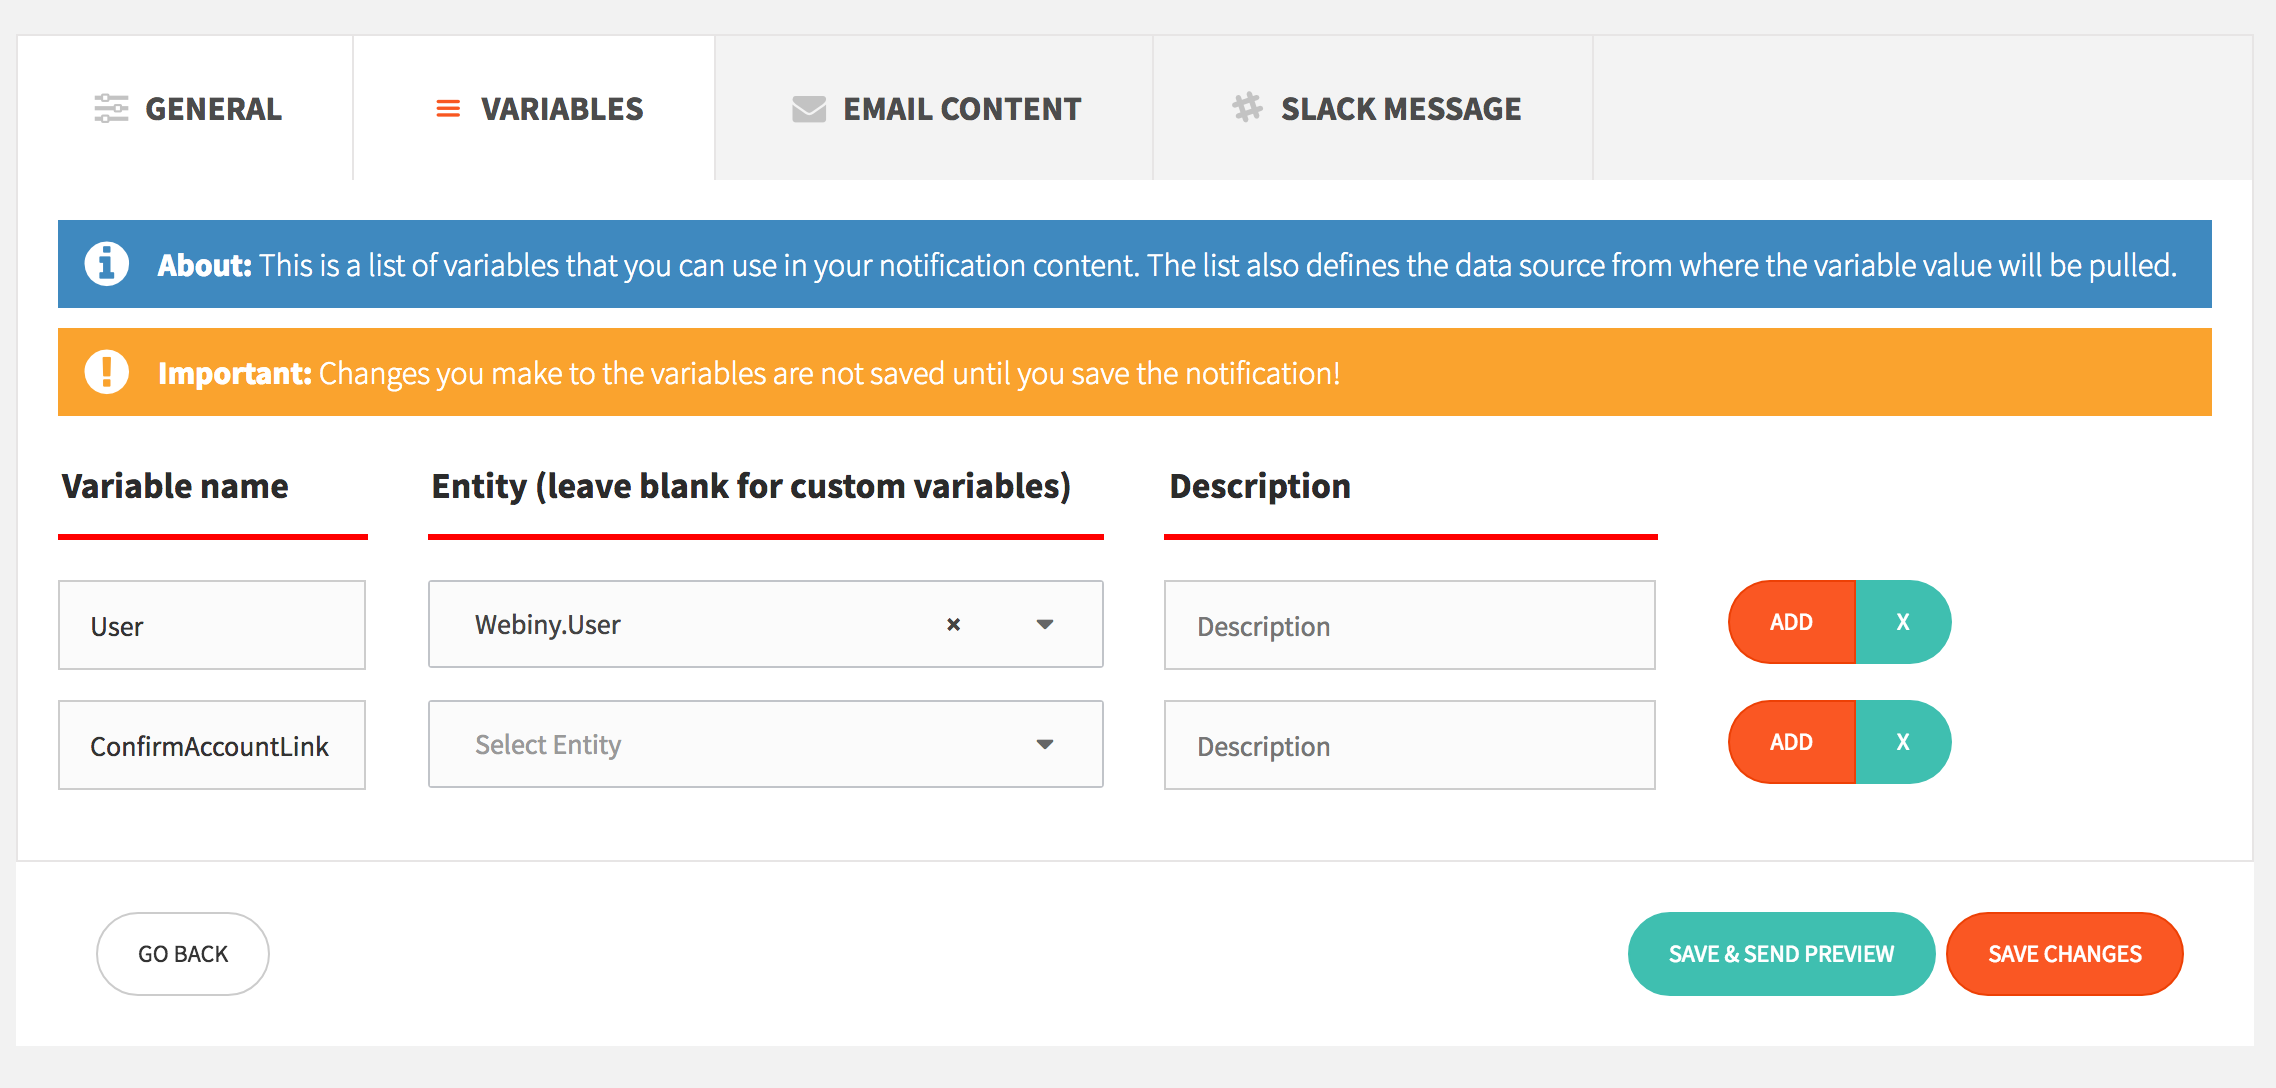 GENERAL
VARIABLES
EMAIL CONTENT
SLACK MESSAGE
About: This is a list of variables that you can use in your notification content. The list also defines the data source from where the variable value will be pulled.
Important: Changes you make to the variables are not saved until you save the notification!
Variable name
Entity (leave blank for custom variables)
Description
User
Webiny.User
×
Description
ADD
X
ConfirmAccountLink
Select Entity
Description
ADD
X
GO BACK
SAVE & SEND PREVIEW
SAVE CHANGES